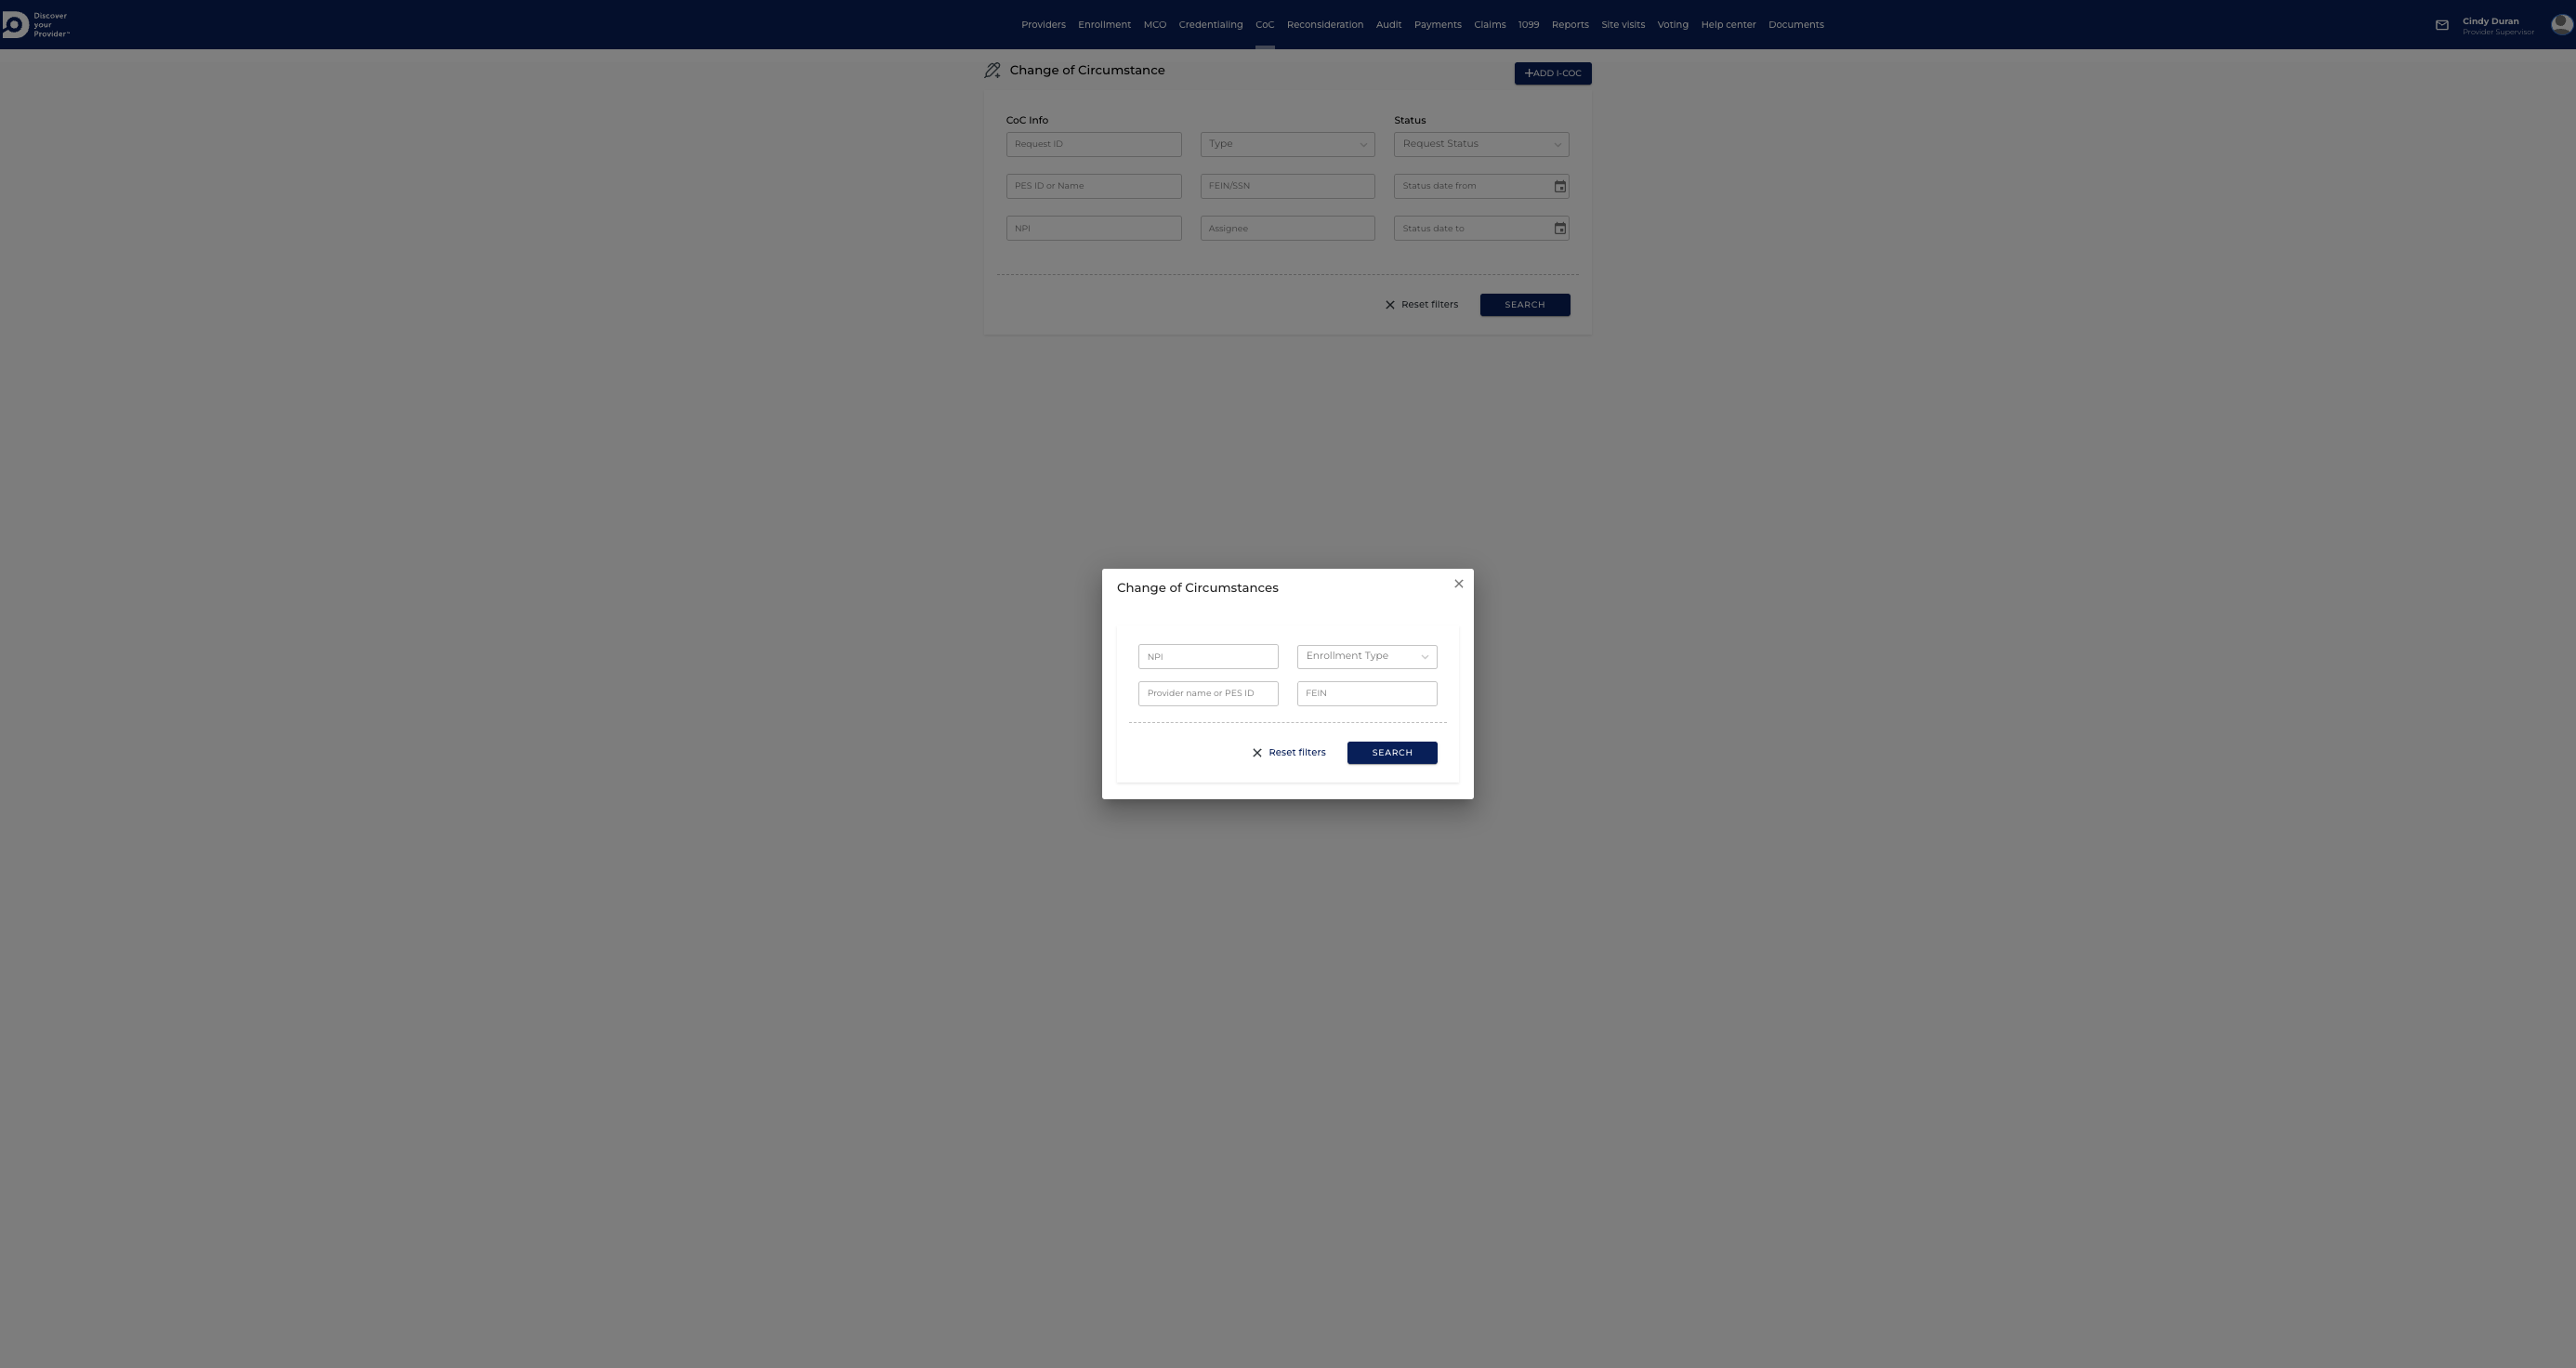 Discover
your
Provider™
Providers Enrollment MCO Credentialing CoC Reconsideration Audit Payments Claims 1099 Reports Site visits Voting Help center Documents
Cindy Duran
Provider Supervisor
Change of Circumstance
+ADD I-COC
CoC Info
Status
Request ID
Type
Request Status
PES ID or Name
FEIN/SSN
Status date from
NPI
Assignee
Status date to
Reset filters
SEARCH
Change of Circumstances
NPI
Enrollment Type
Provider name or PES ID
FEIN
Reset filters
SEARCH